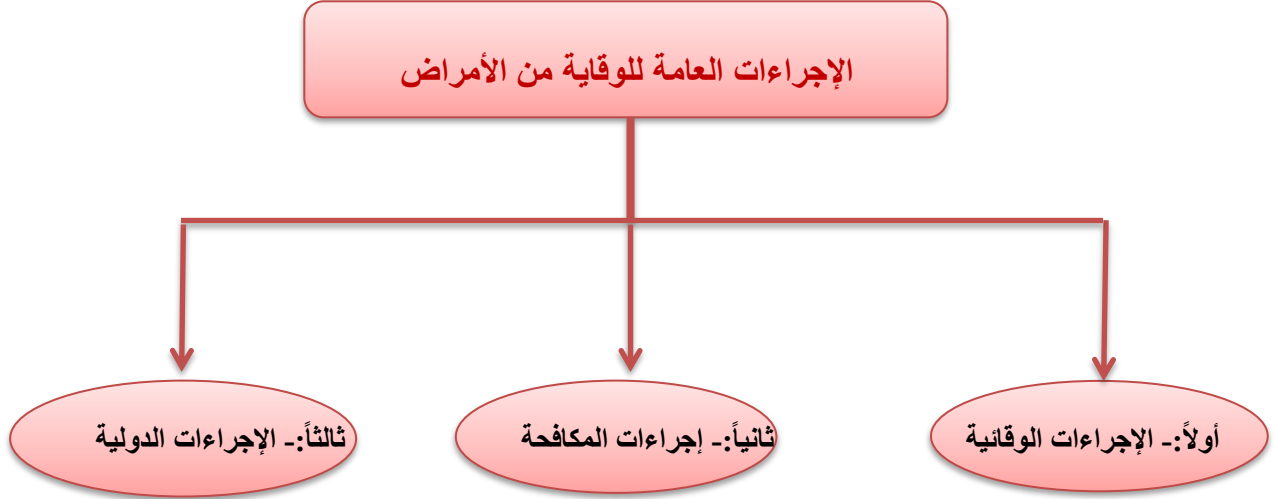 الإجراءات العامة للوقاية من الأمراض
أولاً:- الإجراءات الوقائية
ثانياً:- إجراءات المكافحة
ثالثاً:- الإجراءات الدولية